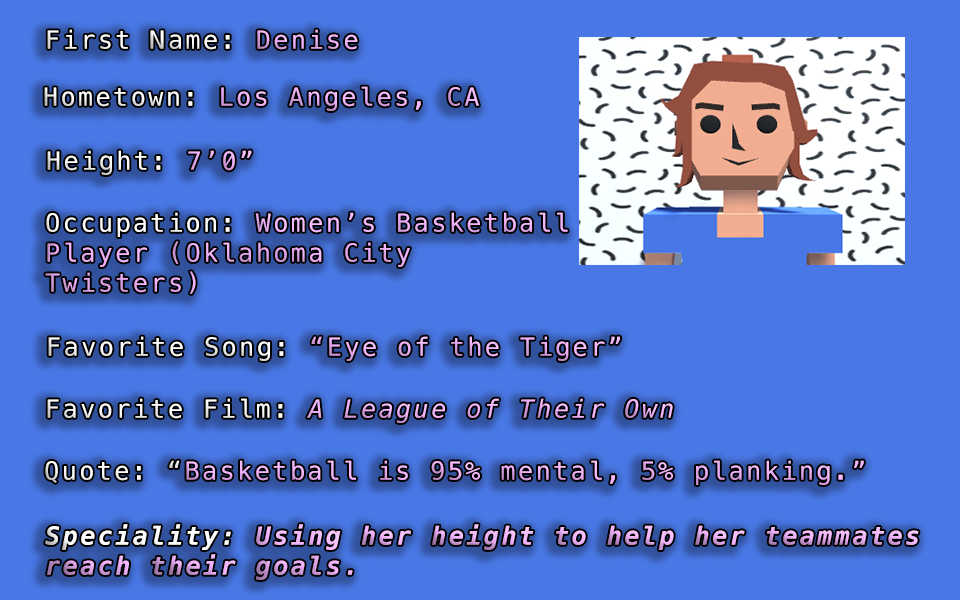 First Name: Denise
Hometown: Los Angeles, CA
Height: 7’0”
Occupation: Women’s Basketball
Player (Oklahoma City
Twisters)
Favorite Song: “Eye of the Tiger”
Favorite Film: A League of Their Own
Quote: “Basketball is 95% mental, 5% planking.”
Speciality: Using her height to help her teammates
reach their goals.